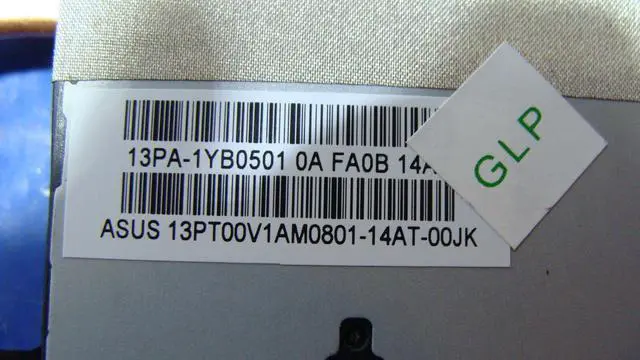 13PA-1YB0501 0A FA0B 14A
ASUS 13PT00V1AM0801-14AT-00JK
GLP